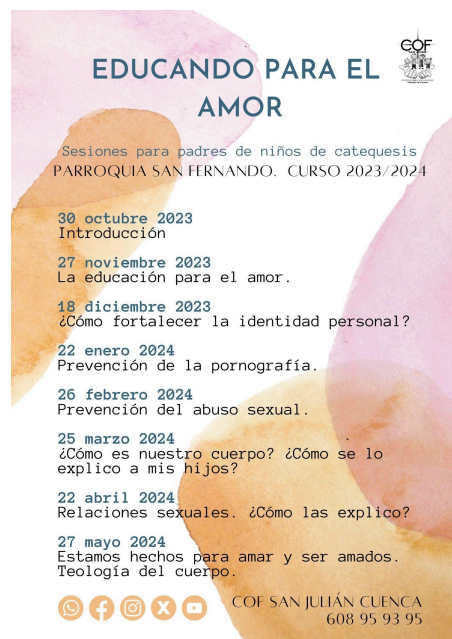 COF
EDUCANDO PARA EL
AMOR
Sesiones para padres de niños de catequesis
PARROQUIA SAN FERNANDO. CURSO 2023/2024
30 octubre 2023
Introducción
27 noviembre 2023
La educación para el amor.
18 diciembre 2023
¿Cómo fortalecer la identidad personal?
22 enero 2024
Prevención de la pornografía.
26 febrero 2024
Prevención del abuso sexual.
25 marzo 2024
¿Cómo es nuestro cuerpo? ¿Cómo se lo
explico a mis hijos?
22 abril 2024
Relaciones sexuales. ¿Cómo las explico?
27 mayo 2024
Estamos hechos para amar y ser amados.
Teología del cuerpo.
COF SAN JULIÁN CUENCA
608 95 93 95